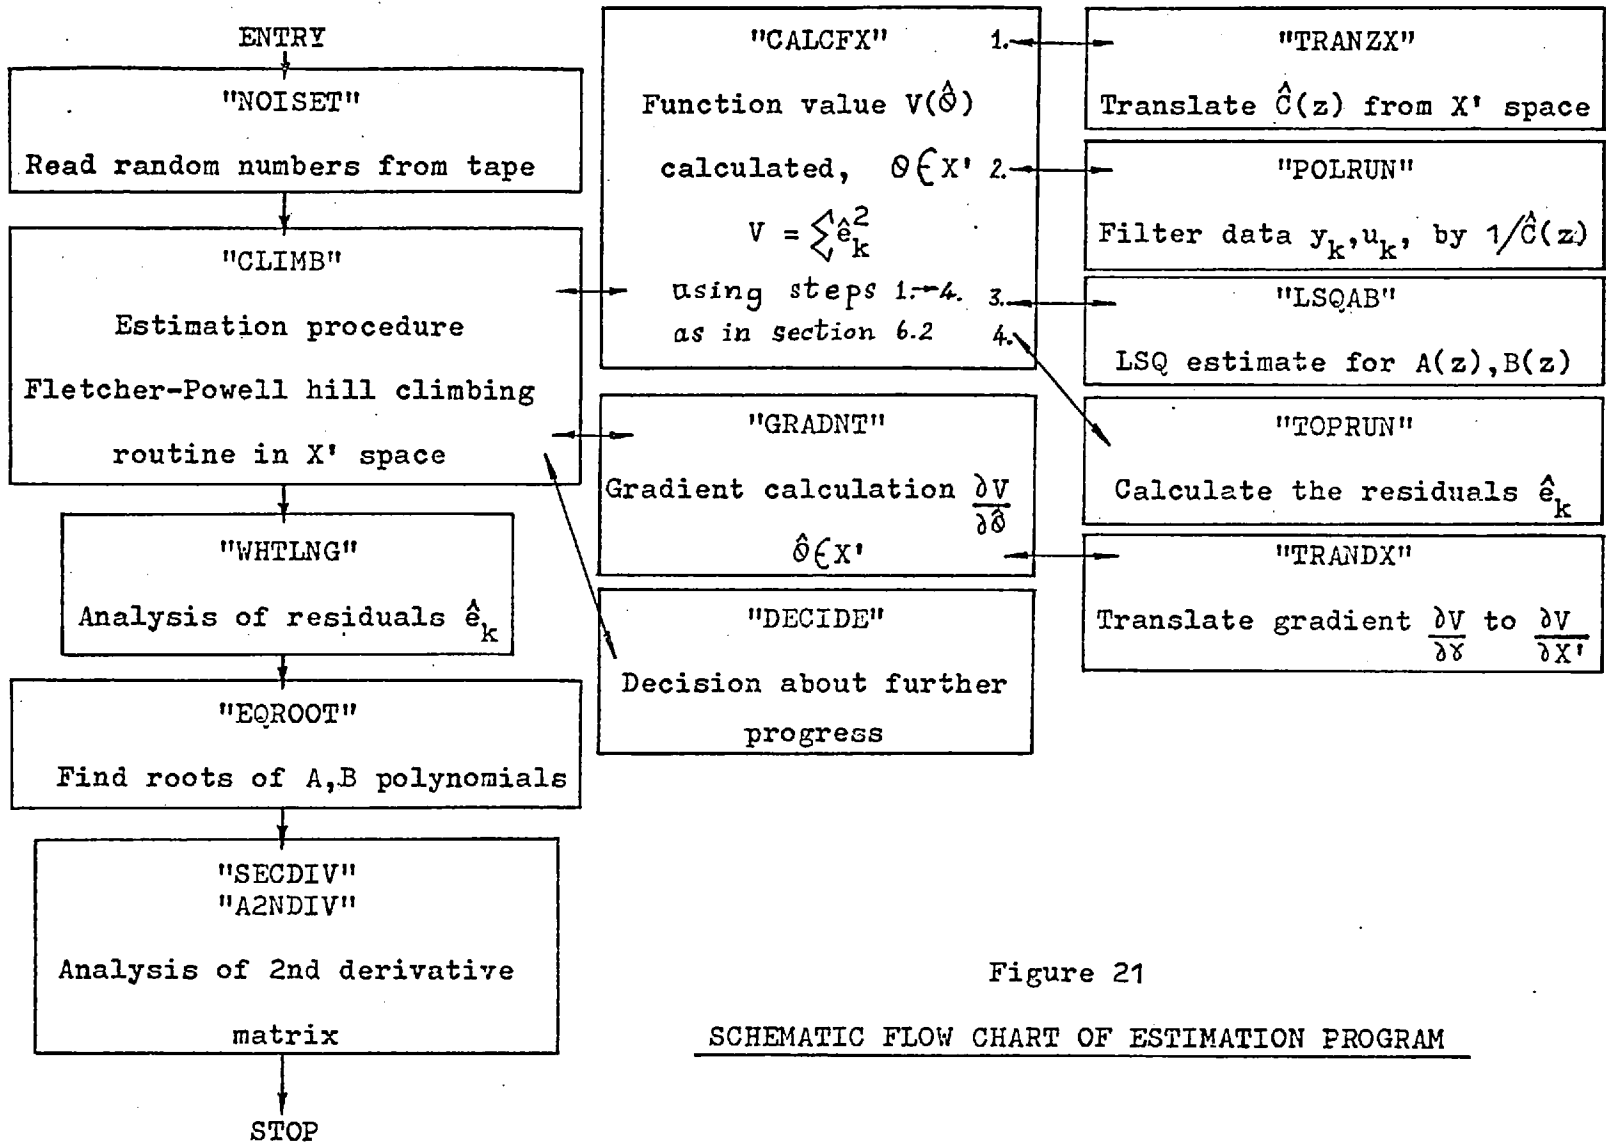 ENTRY
"NOISET"
Read random numbers from tape
"CLIMB"
Estimation procedure
Fletcher-Powell hill climbing
routine in X' space
"WHTLNG"
Analysis of residuals ê_k
"EQROOT"
Find roots of A,B polynomials
"SECDIV"
"A2NDIV"
Analysis of 2nd derivative
matrix
STOP
"CALCFX" 1.
Function value V(θ̂)
calculated, θ∈X' 2.
V = ∑ê_k^2
using steps 1.-4. 3.
as in section 6.2 4.
"GRADNT"
Gradient calculation ∂V/∂θ̂
θ̂∈X'
"DECIDE"
Decision about further
progress
"TRANZX"
Translate Ĉ(z) from X' space
"POLRUN"
Filter data y_k,u_k, by 1/Ĉ(z)
"LSQAB"
LSQ estimate for A(z),B(z)
"TOPRUN"
Calculate the residuals ê_k
"TRANDX"
Translate gradient ∂V/∂γ to ∂V/∂X'
Figure 21
SCHEMATIC FLOW CHART OF ESTIMATION PROGRAM